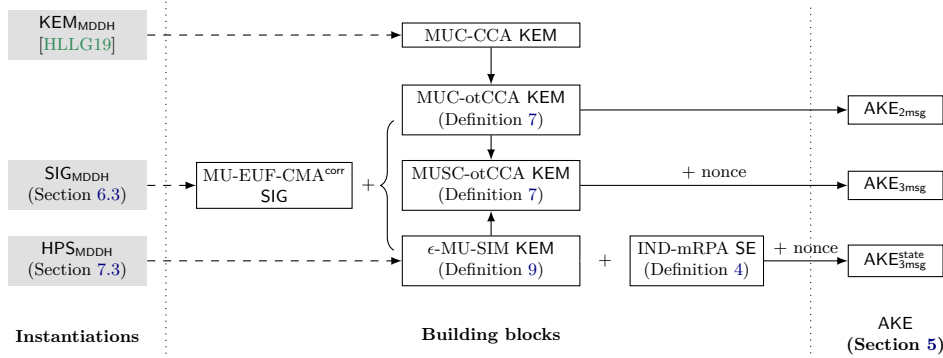 KEM_MDDH
[HLLG19]
MUC-CCA KEM
MUC-otCCA KEM
(Definition 7)
AKE_2msg
SIG_MDDH
(Section 6.3)
MU-EUF-CMA^corr
SIG
+
MUSC-otCCA KEM
(Definition 7)
+ nonce
AKE_3msg
HPS_MDDH
(Section 7.3)
ϵ-MU-SIM KEM
(Definition 9)
+
IND-mRPA SE
(Definition 4)
+ nonce
AKE^state_3msg
Instantiations
Building blocks
AKE
(Section 5)